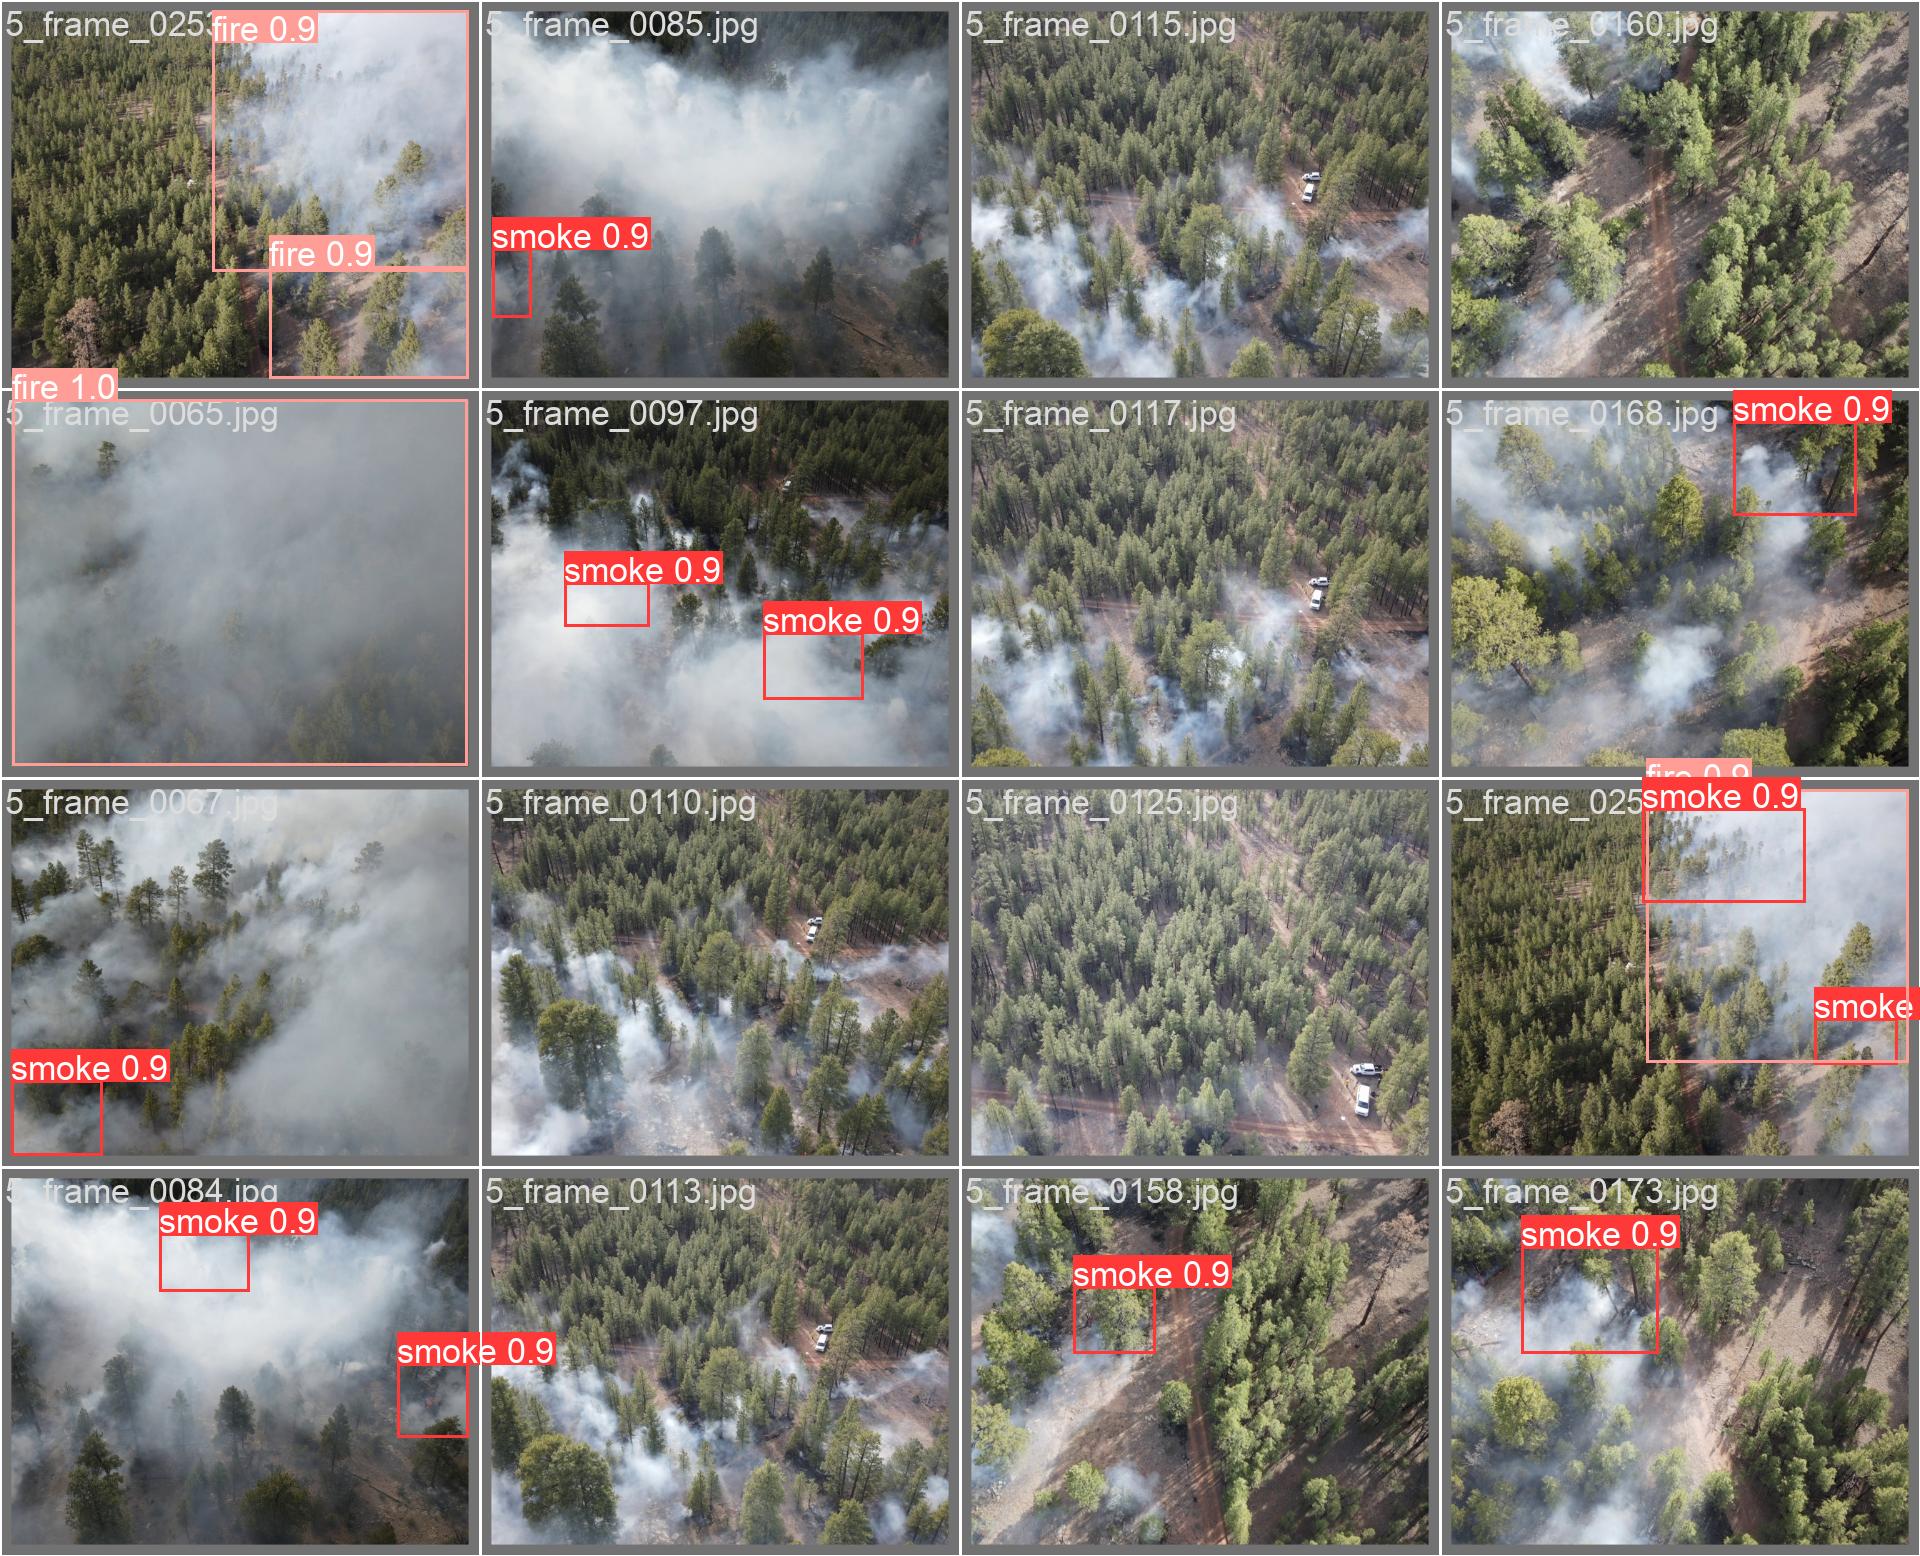 5_frame_0253
fire 0.9
fire 0.9
5_frame_0085.jpg
smoke 0.9
5_frame_0115.jpg
5_frame_0160.jpg
fire 1.0
5_frame_0065.jpg
5_frame_0097.jpg
smoke 0.9
smoke 0.9
5_frame_0117.jpg
5_frame_0168.jpg
smoke 0.9
5_frame_0067.jpg
smoke 0.9
5_frame_0110.jpg
5_frame_0125.jpg
fire 0.9
5_frame_025
smoke 0.9
smoke
5_frame_0084.jpg
smoke 0.9
smoke 0.9
5_frame_0113.jpg
5_frame_0158.jpg
smoke 0.9
5_frame_0173.jpg
smoke 0.9